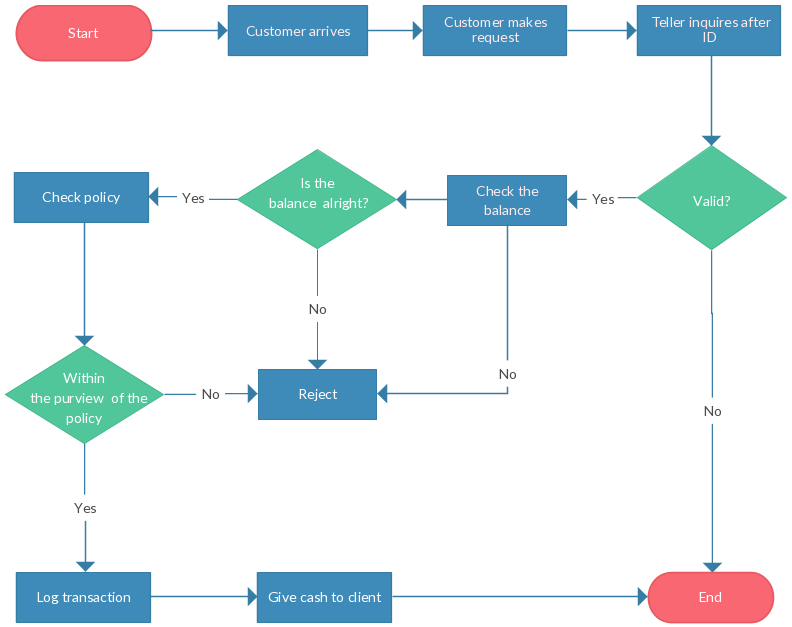 Start
Customer arrives
Customer makes
request
Teller inquires after
ID
Check policy
Yes
Is the
balance alright?
Check the
balance
Yes
Valid?
No
No
Within
the purview of the
policy
No
Reject
No
Yes
Log transaction
Give cash to client
End